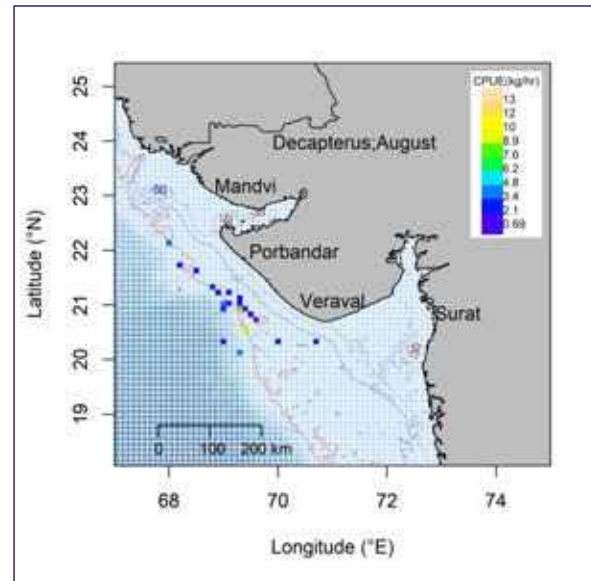 CPUE(kg/hr)
13
12
10
8.9
7.6
6.2
4.8
3.4
2.1
0.69
Decapterus;August
Mandvi
Porbandar
Veraval
Surat
25
24
23
22
21
20
19
Latitude (°N)
0 100 200 km
68 70 72 74
Longitude (°E)